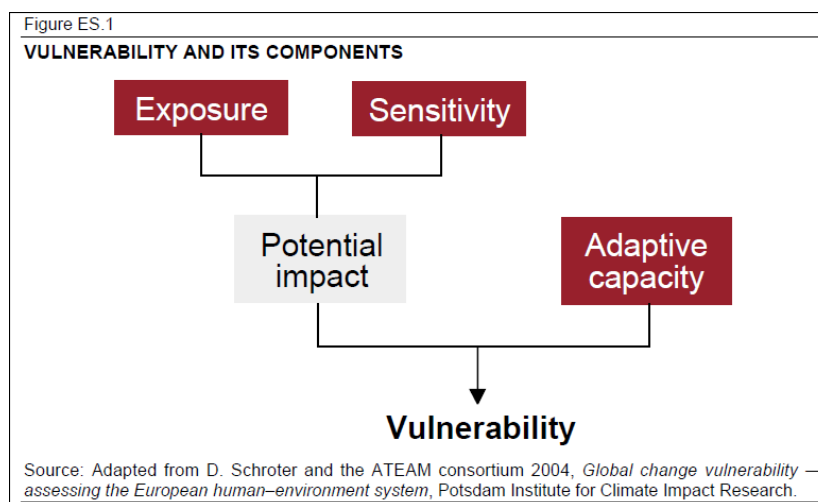 Figure ES.1
VULNERABILITY AND ITS COMPONENTS
Exposure
Sensitivity
Potential
impact
Adaptive
capacity
Vulnerability
Source: Adapted from D. Schroter and the ATEAM consortium 2004, Global change vulnerability —
assessing the European human–environment system, Potsdam Institute for Climate Impact Research.